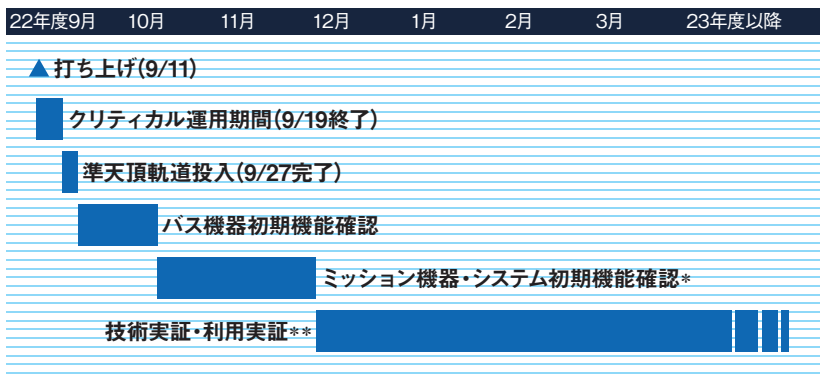 22年度9月 10月 11月 12月 1月 2月 3月 23年度以降
▲打ち上げ(9/11)
クリティカル運用期間(9/19終了)
準天頂軌道投入(9/27完了)
バス機器初期機能確認
ミッション機器・システム初期機能確認*
技術実証・利用実証**